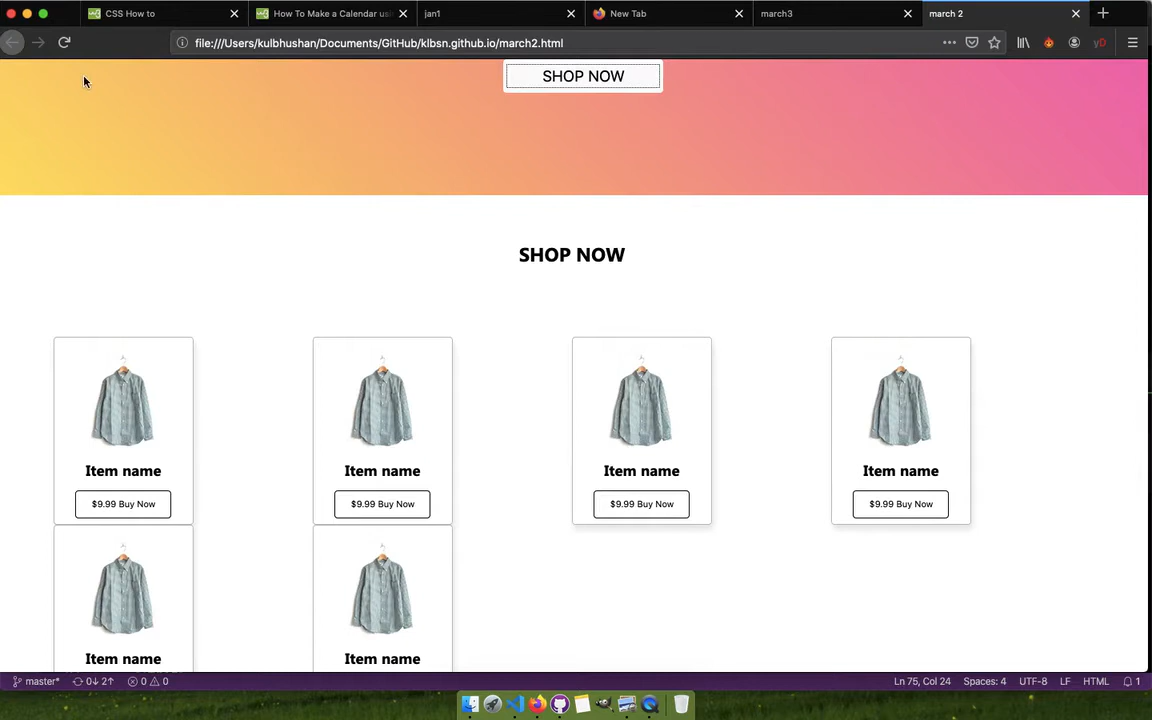 CSS How to
How To Make a Calendar usi
jan1
New Tab
march3
march 2
file:///Users/kulbhushan/Documents/GitHub/klbsn.github.io/march2.html
yD
SHOP NOW
SHOP NOW
Item name
Item name
Item name
Item name
$9.99 Buy Now
$9.99 Buy Now
$9.99 Buy Now
$9.99 Buy Now
Item name
Item name
master*
0↓ 2↑
0
0
Ln 75, Col 24
Spaces: 4
UTF-8
LF
HTML
1